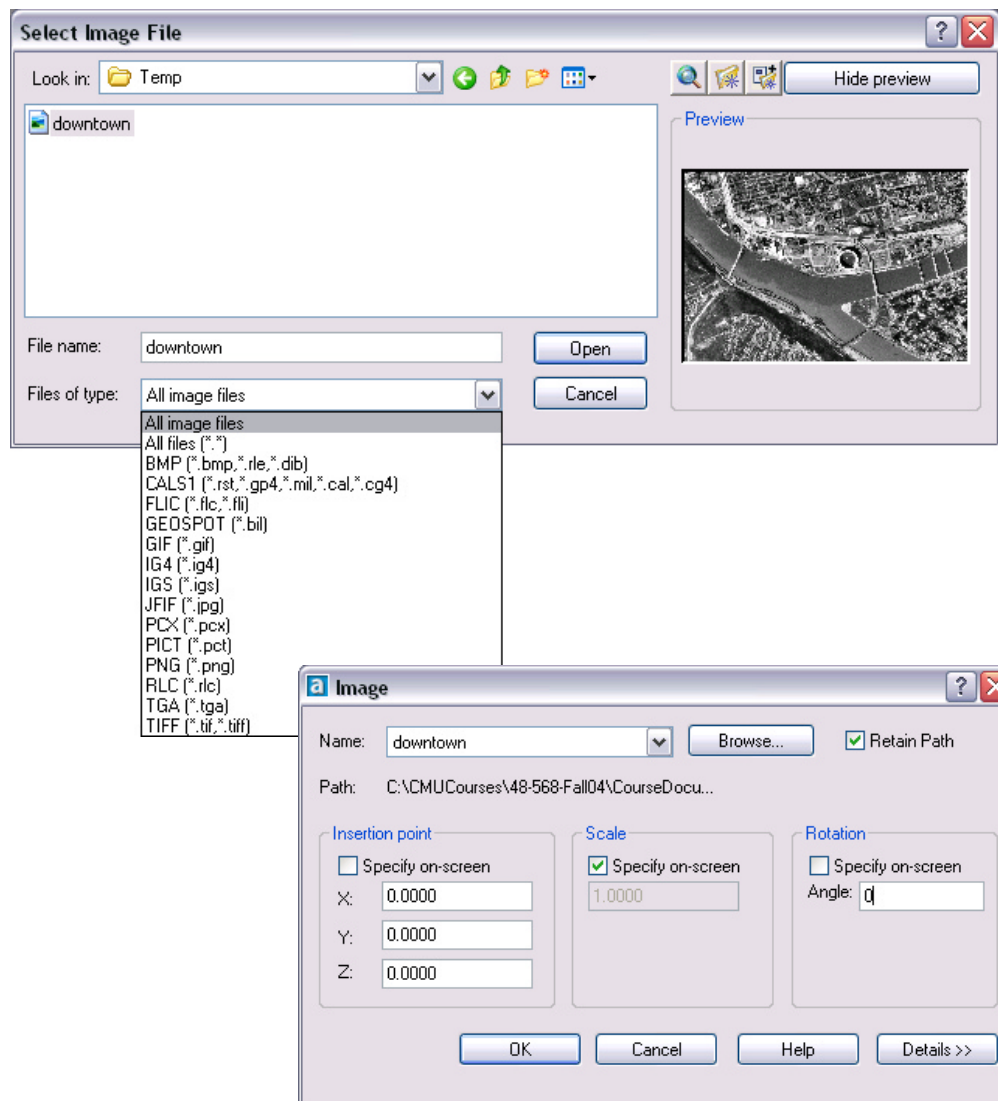 Select Image File
Look in: Temp
Hide preview
downtown
Preview
File name: downtown
Open
Files of type: All image files
Cancel
All image files
All files (*.*)
BMP (*.bmp,*.rle,*.dib)
CALS1 (*.rst,*.gp4,*.mil,*.cal,*.cg4)
FLIC (*.flc,*.fli)
GEOSPOT (*.bil)
GIF (*.gif)
IG4 (*.ig4)
IGS (*.igs)
JFIF (*.jpg)
PCX (*.pcx)
PICT (*.pct)
PNG (*.png)
RLC (*.rlc)
TGA (*.tga)
TIFF (*.tif,*.tiff)
a Image
Name: downtown
Browse...
Retain Path
Path: C:\CMUCourses\48-568-Fall04\CourseDocu...
Insertion point
Specify on-screen
X: 0.0000
Y: 0.0000
Z: 0.0000
Scale
Specify on-screen
1.0000
Rotation
Specify on-screen
Angle: 0
OK
Cancel
Help
Details >>